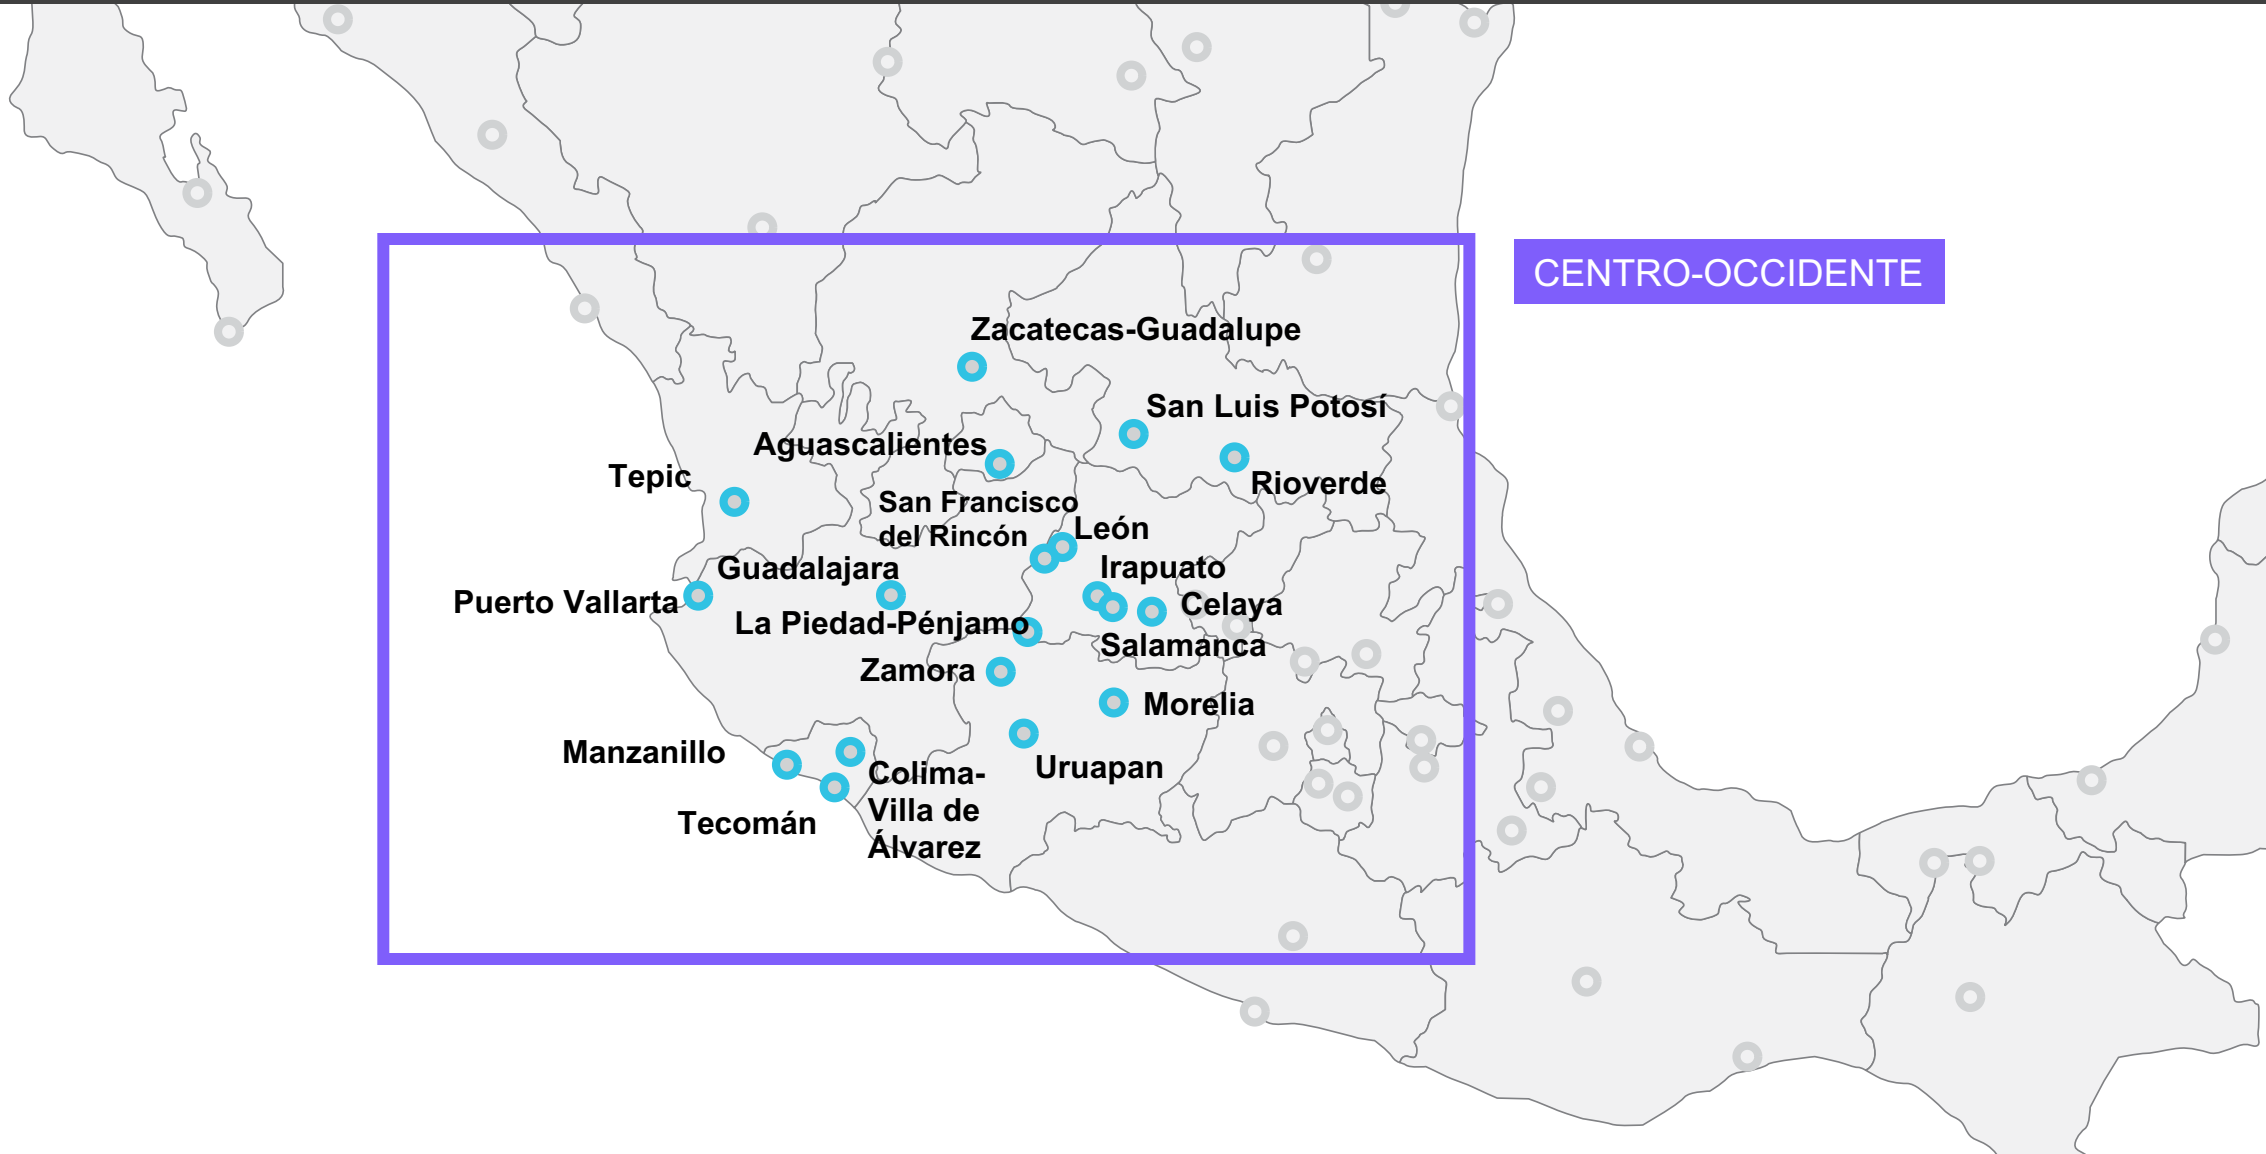 CENTRO-OCCIDENTE
Zacatecas-Guadalupe
San Luis Potosí
Aguascalientes
Tepic
Rioverde
San Francisco
del Rincón
León
Guadalajara
Irapuato
Puerto Vallarta
Celaya
La Piedad-Pénjamo
Salamanca
Zamora
Morelia
Manzanillo
Uruapan
Colima-
Villa de
Álvarez
Tecomán